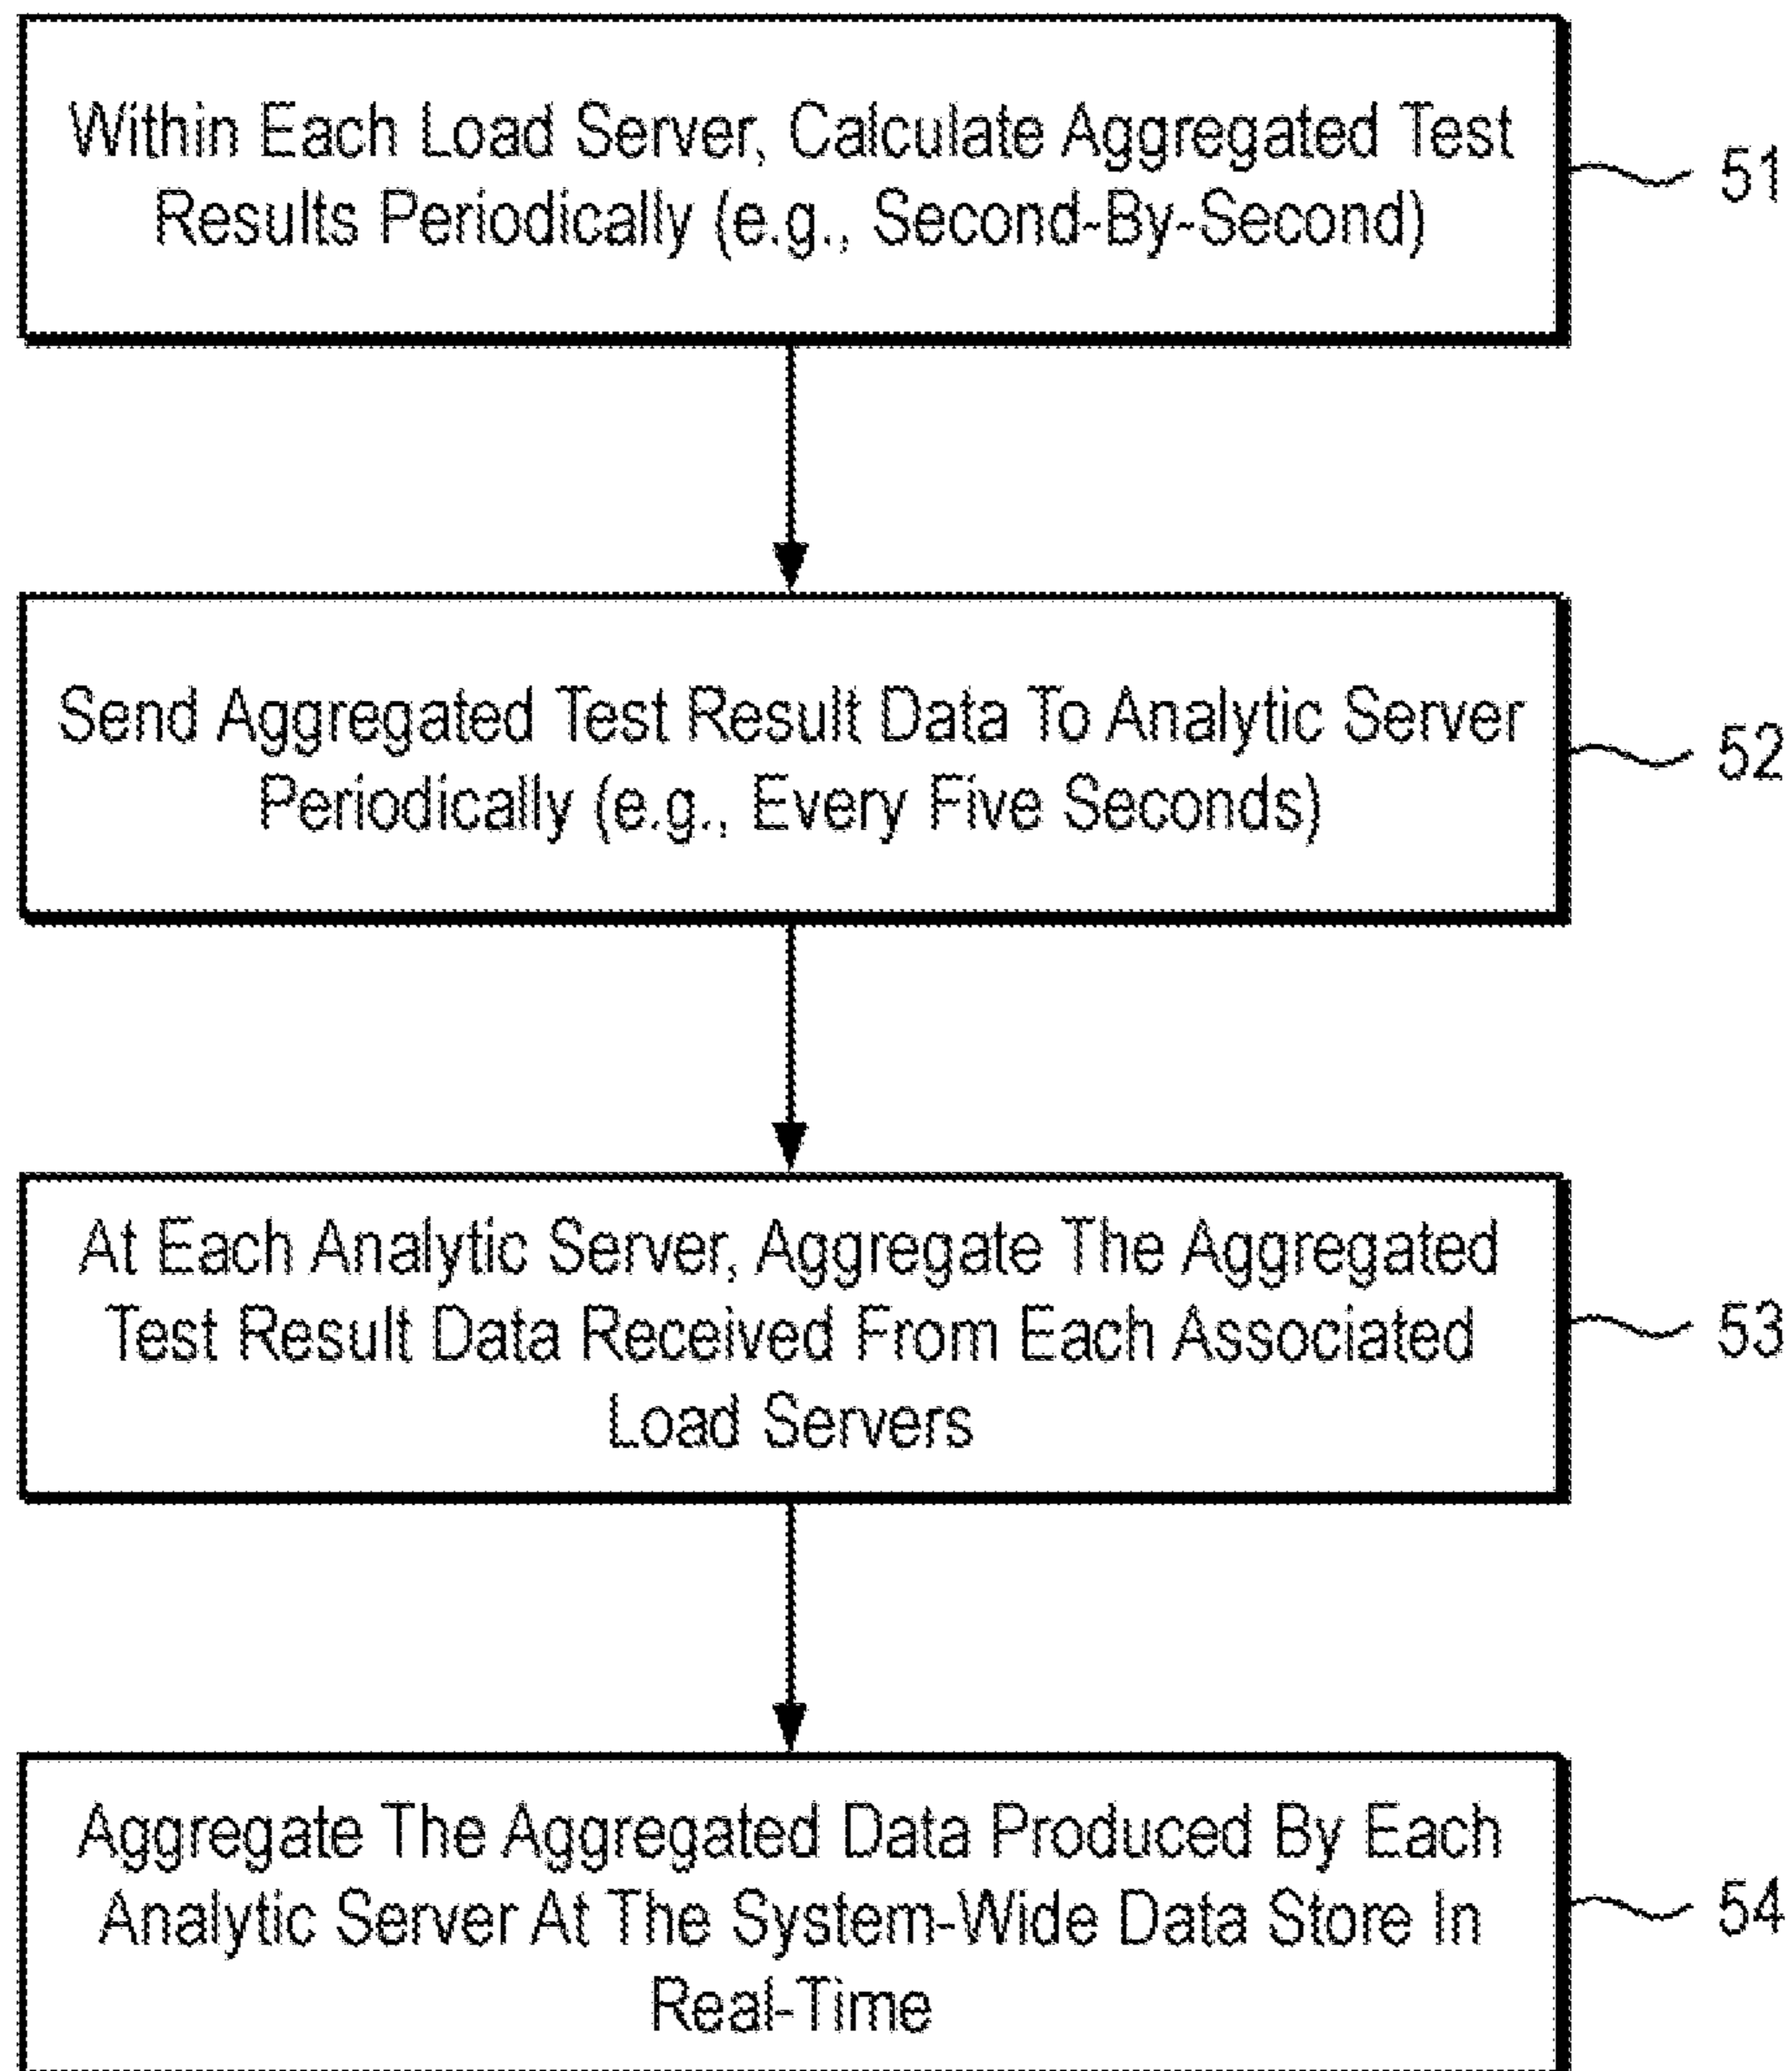 Within Each Load Server, Calculate Aggregated Test
Results Periodically (e.g., Second-By-Second)
51
Send Aggregated Test Result Data To Analytic Server
Periodically (e.g., Every Five Seconds)
52
At Each Analytic Server, Aggregate The Aggregated
Test Result Data Received From Each Associated
Load Servers
53
Aggregate The Aggregated Data Produced By Each
Analytic Server At The System-Wide Data Store In
Real-Time
54